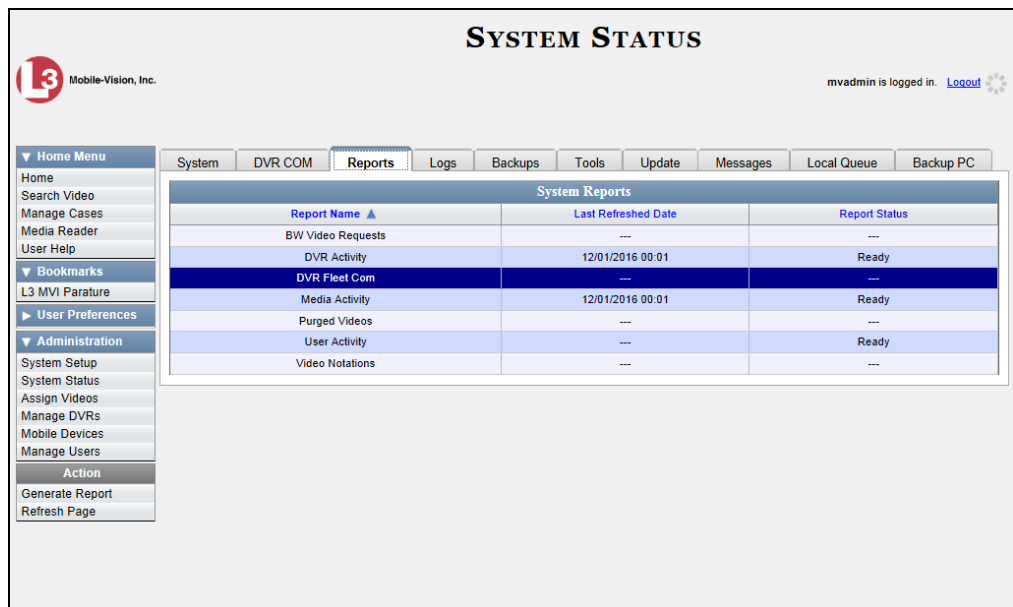 SYSTEM STATUS
L3 Mobile-Vision, Inc.
mvadmin is logged in. Logout
▼ Home Menu
Home
Search Video
Manage Cases
Media Reader
User Help
▼ Bookmarks
L3 MVI Parature
► User Preferences
▼ Administration
System Setup
System Status
Assign Videos
Manage DVRs
Mobile Devices
Manage Users
Action
Generate Report
Refresh Page
System DVR COM Reports Logs Backups Tools Update Messages Local Queue Backup PC
System Reports
Report Name ▲ Last Refreshed Date Report Status
BW Video Requests --- ---
DVR Activity 12/01/2016 00:01 Ready
DVR Fleet Com --- ---
Media Activity 12/01/2016 00:01 Ready
Purged Videos --- ---
User Activity --- Ready
Video Notations --- ---